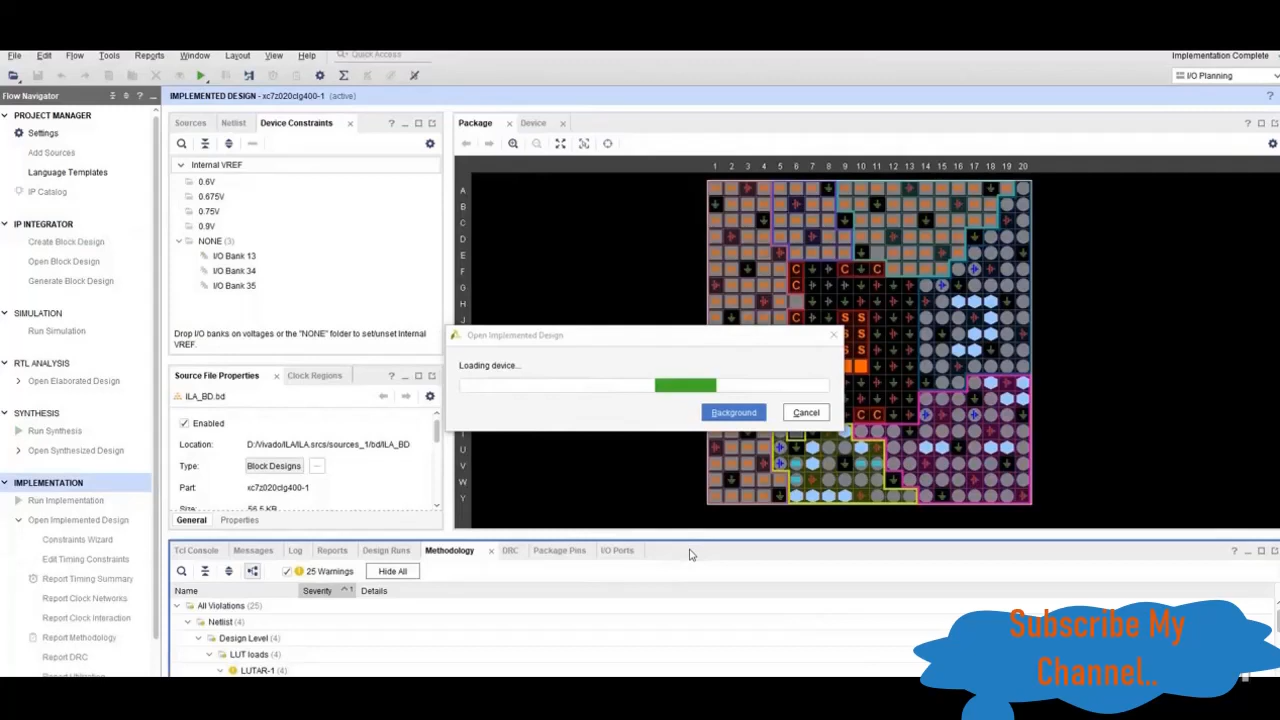 File Edit Flow Tools Reports Window Layout View Help Quick Access Implementation Complete
I/O Planning
Flow Navigator
IMPLEMENTED DESIGN - xc7z020clg400-1 (active)
PROJECT MANAGER
Settings
Add Sources
Language Templates
IP Catalog
IP INTEGRATOR
Create Block Design
Open Block Design
Generate Block Design
SIMULATION
Run Simulation
RTL ANALYSIS
Open Elaborated Design
SYNTHESIS
Run Synthesis
Open Synthesized Design
IMPLEMENTATION
Run Implementation
Open Implemented Design
Constraints Wizard
Edit Timing Constraints
Report Timing Summary
Report Clock Networks
Report Clock Interaction
Report Methodology
Report DRC
Sources Netlist Device Constraints
Internal VREF
0.6V
0.675V
0.75V
0.9V
NONE (3)
I/O Bank 13
I/O Bank 34
I/O Bank 35
Drop I/O banks on voltages or the "NONE" folder to set/unset Internal
VREF.
Source File Properties Clock Regions
ILA_BD.bd
Enabled
Location: D:/Vivado/ILA/ILA.srcs/sources_1/bd/ILA_BD
Type: Block Designs
Part: xc7z020clg400-1
Size: 56.5 KB
General Properties
Package Device
1 2 3 4 5 6 7 8 9 10 11 12 13 14 15 16 17 18 19 20
A
B
C
D
E
F C C C
G C
H
J C S S
S
S
C C
U
V
W
Y
Open Implemented Design
Loading device...
Background Cancel
Tcl Console Messages Log Reports Design Runs Methodology DRC Package Pins I/O Ports
25 Warnings Hide All
Name Severity 1 Details
All Violations (25)
Netlist (4)
Design Level (4)
LUT loads (4)
LUTAR-1 (4)
Subscribe My
Channel..